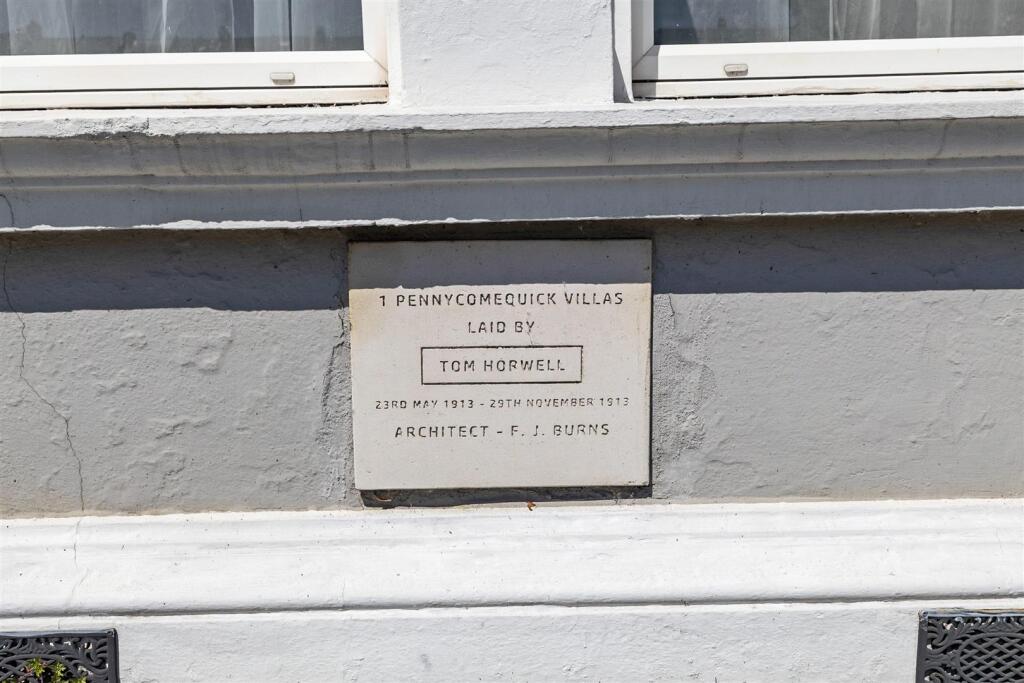 1 PENNYCOMEQUICK VILLAS
LAID BY
TOM HORWELL
23RD MAY 1913 - 29TH NOVEMBER 1913
ARCHITECT - F. J. BURNS